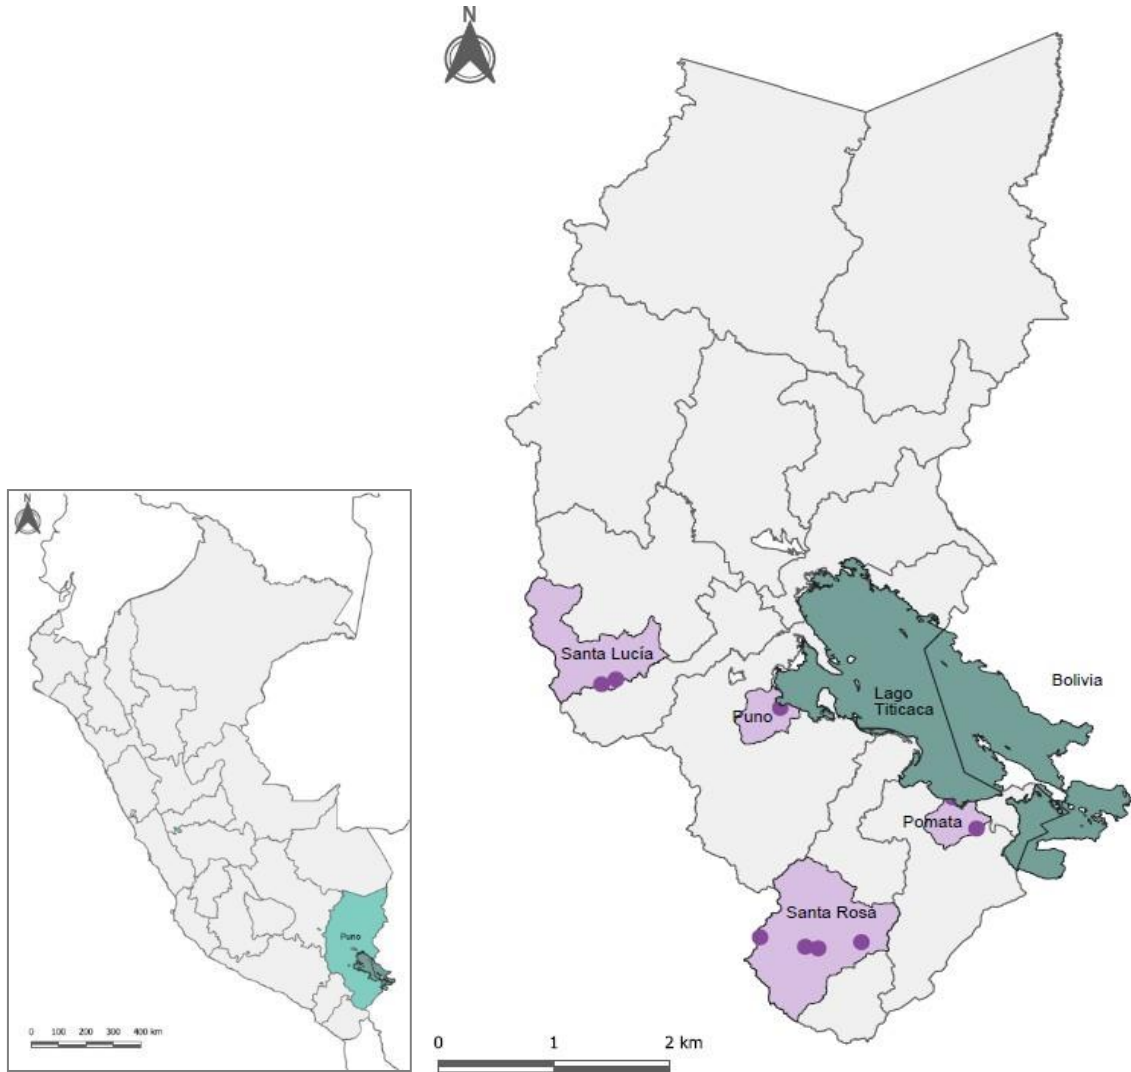 N
Santa Lucía
Puno
Lago
Titicaca
Bolivia
Pomata
Santa Rosa
0 1 2 km
N
Puno
0 100 200 300 400 km